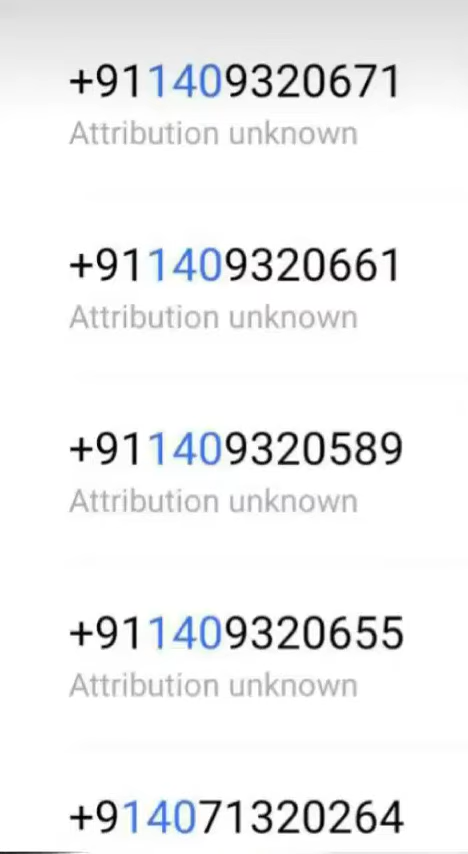 +911409320671
Attribution unknown
+911409320661
Attribution unknown
+911409320589
Attribution unknown
+911409320655
Attribution unknown
+914071320264